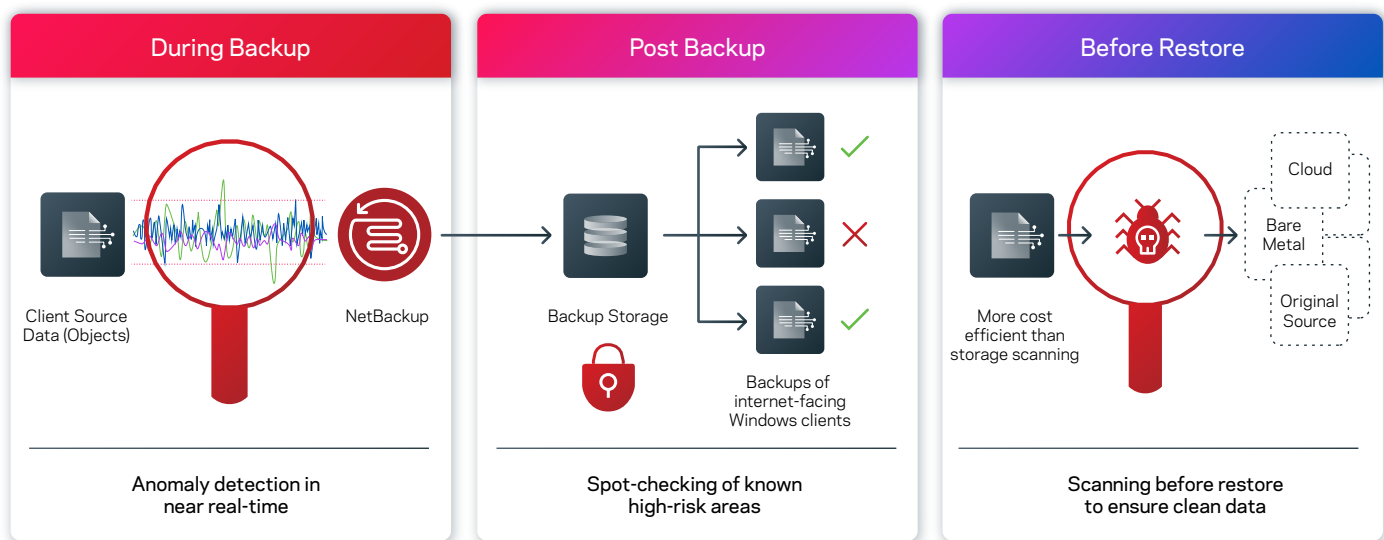 During Backup
Client Source
Data (Objects)
NetBackup
Anomaly detection in
near real-time
Post Backup
Backup Storage
Backups of
internet-facing
Windows clients
Spot-checking of known
high-risk areas
Before Restore
More cost
efficient than
storage scanning
Cloud
Bare
Metal
Original
Source
Scanning before restore
to ensure clean data